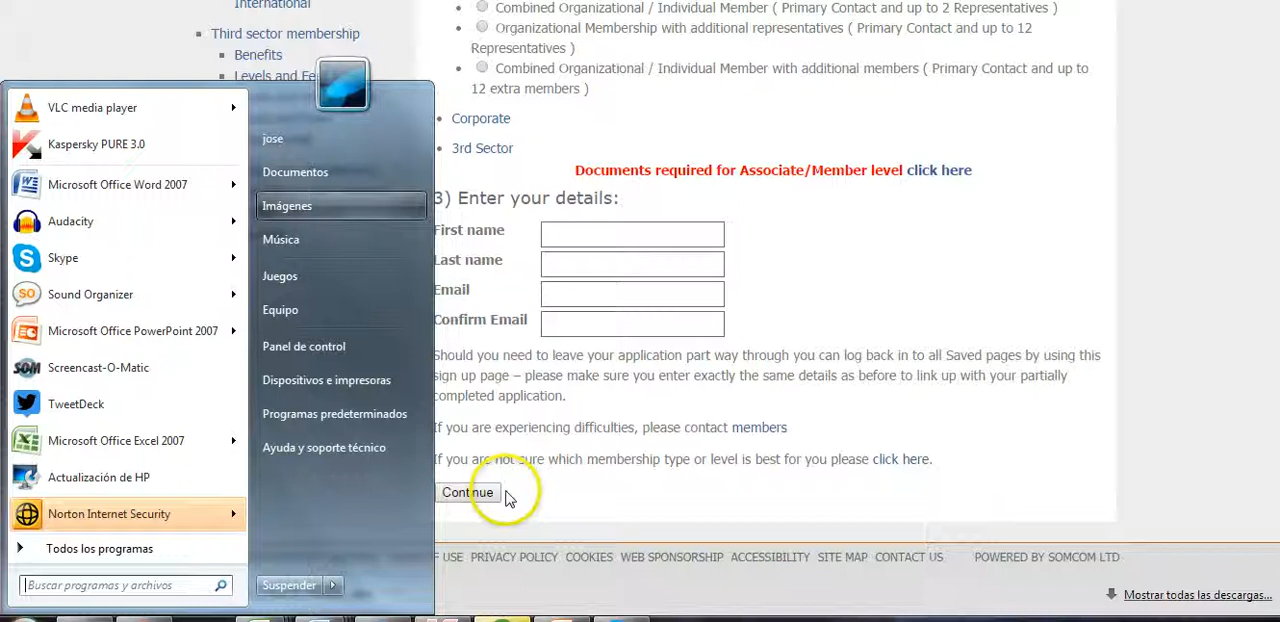 International
Third sector membership
Benefits
Levels and Fe
Combined Organizational / Individual Member ( Primary Contact and up to 2 Representatives )
Organizational Membership with additional representatives ( Primary Contact and up to 12
Representatives )
Combined Organizational / Individual Member with additional members ( Primary Contact and up to
12 extra members )
Corporate
3rd Sector
Documents required for Associate/Member level click here
3) Enter your details:
First name
Last name
Email
Confirm Email
Should you need to leave your application part way through you can log back in to all Saved pages by using this
sign up page – please make sure you enter exactly the same details as before to link up with your partially
completed application.
If you are experiencing difficulties, please contact members
If you are not sure which membership type or level is best for you please click here.
Continue
VLC media player
Kaspersky PURE 3.0
Microsoft Office Word 2007
Audacity
Skype
SO Sound Organizer
Microsoft Office PowerPoint 2007
SOM Screencast-O-Matic
TweetDeck
Microsoft Office Excel 2007
Actualización de HP
Norton Internet Security
Todos los programas
Buscar programas y archivos
jose
Documentos
Imágenes
Música
Juegos
Equipo
Panel de control
Dispositivos e impresoras
Programas predeterminados
Ayuda y soporte técnico
Suspender
F USE PRIVACY POLICY COOKIES WEB SPONSORSHIP ACCESSIBILITY SITE MAP CONTACT US POWERED BY SOMCOM LTD
Mostrar todas las descargas...